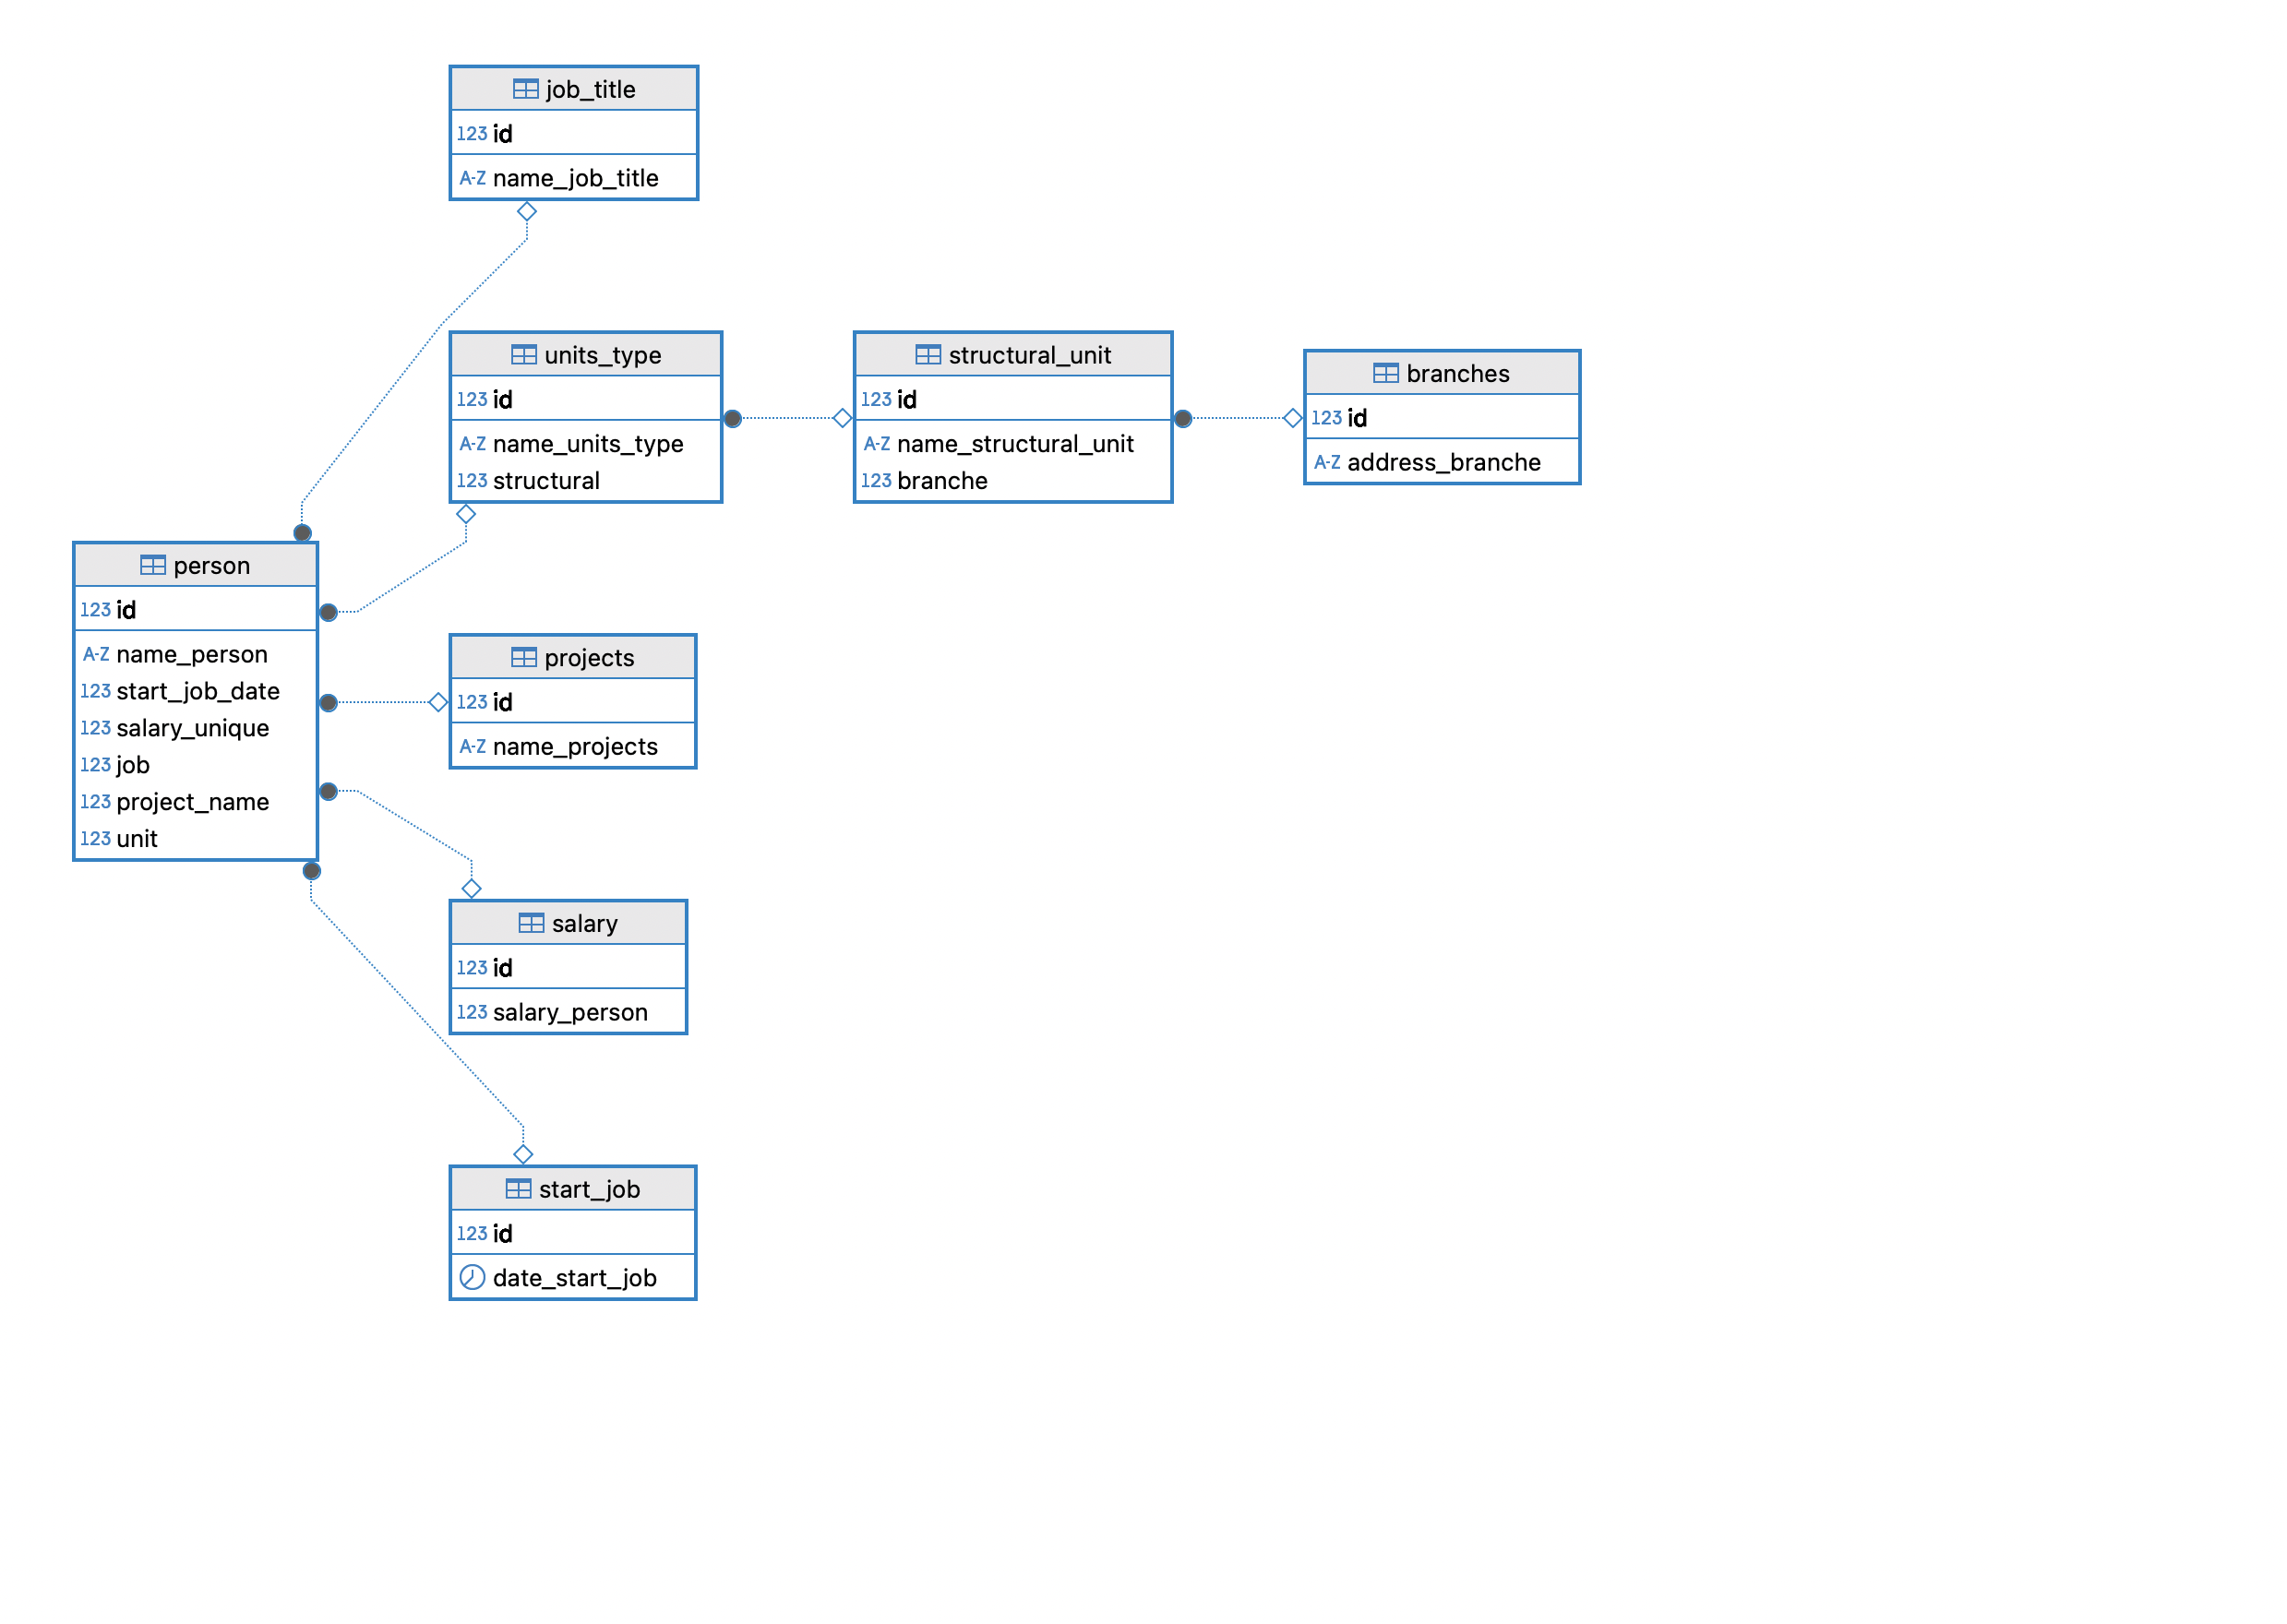 job_title
123 id
A-Z name_job_title
units_type
123 id
A-Z name_units_type
123 structural
structural_unit
123 id
A-Z name_structural_unit
123 branche
branches
123 id
A-Z address_branche
person
123 id
A-Z name_person
123 start_job_date
123 salary_unique
123 job
123 project_name
123 unit
projects
123 id
A-Z name_projects
salary
123 id
123 salary_person
start_job
123 id
date_start_job